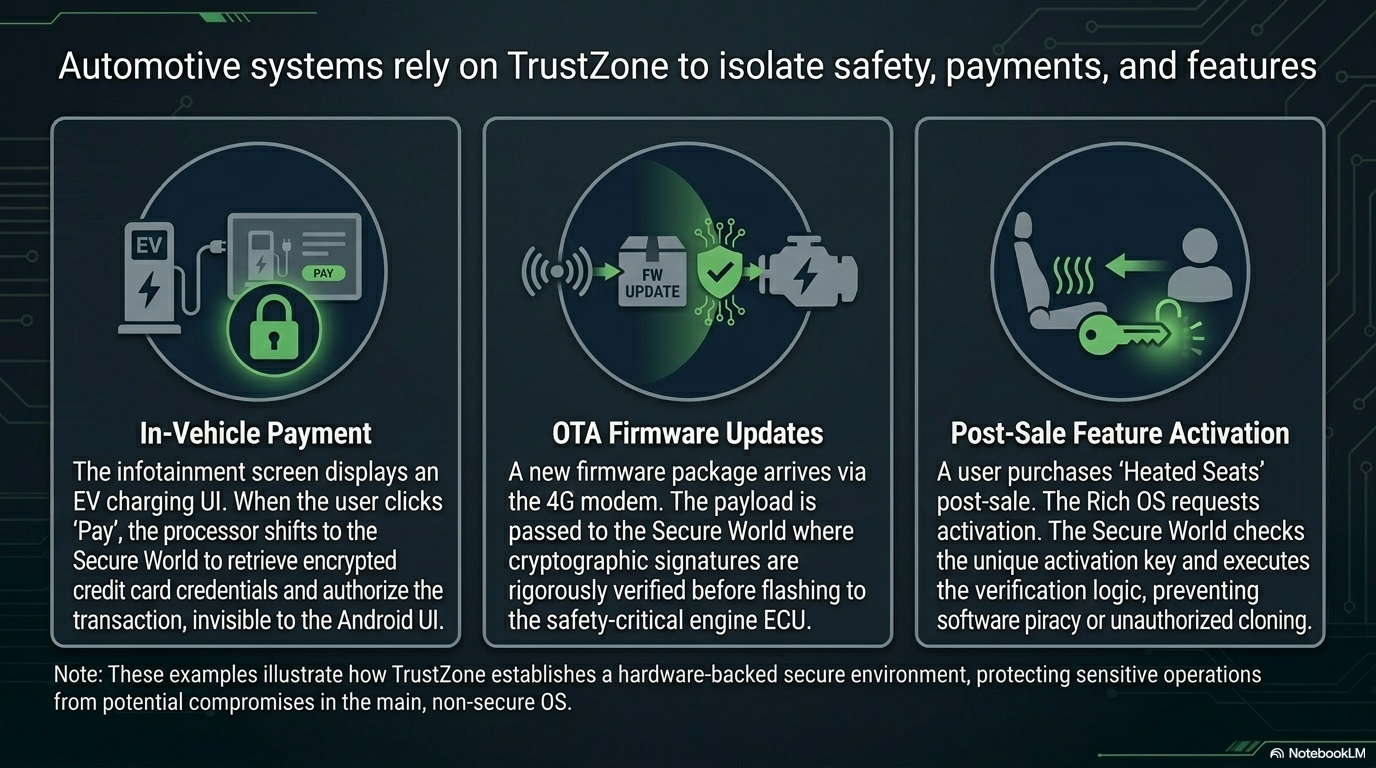 Automotive systems rely on TrustZone to isolate safety, payments, and features
EV
PAY
In-Vehicle Payment
The infotainment screen displays an
EV charging UI. When the user clicks
‘Pay’, the processor shifts to the
Secure World to retrieve encrypted
credit card credentials and authorize the
transaction, invisible to the Android UI.
FW
UPDATE
OTA Firmware Updates
A new firmware package arrives via
the 4G modem. The payload is
passed to the Secure World where
cryptographic signatures are
rigorously verified before flashing to
the safety-critical engine ECU.
Post-Sale Feature Activation
A user purchases ‘Heated Seats’
post-sale. The Rich OS requests
activation. The Secure World checks
the unique activation key and executes
the verification logic, preventing
software piracy or unauthorized cloning.
Note: These examples illustrate how TrustZone establishes a hardware-backed secure environment, protecting sensitive operations
from potential compromises in the main, non-secure OS.
NotebookLM